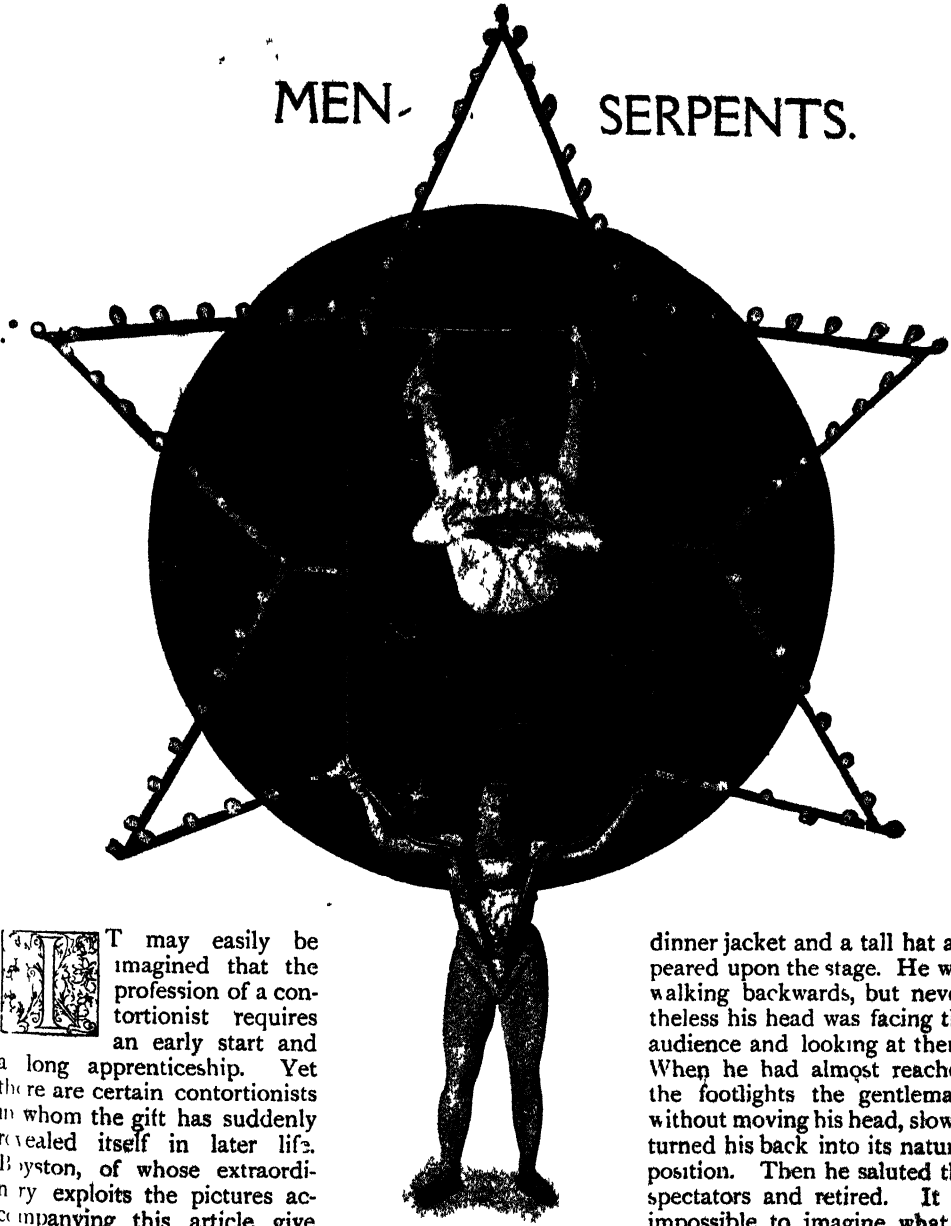 MEN-SERPENTS.
IT may easily be
imagined that the
profession of a con-
tortionist requires
an early start and
a long apprenticeship. Yet
there are certain contortionists
in whom the gift has suddenly
revealed itself in later life.
Boyston, of whose extraordi-
nary exploits the pictures ac-
companying this article give
dinner jacket and a tall hat a
peared upon the stage. He w
walking backwards, but neve
theless his head was facing t
audience and looking at the
When he had almost reache
the footlights the gentlema
without moving his head, slow
turned his back into its natu
position. Then he saluted t
spectators and retired. It
impossible to imagine what